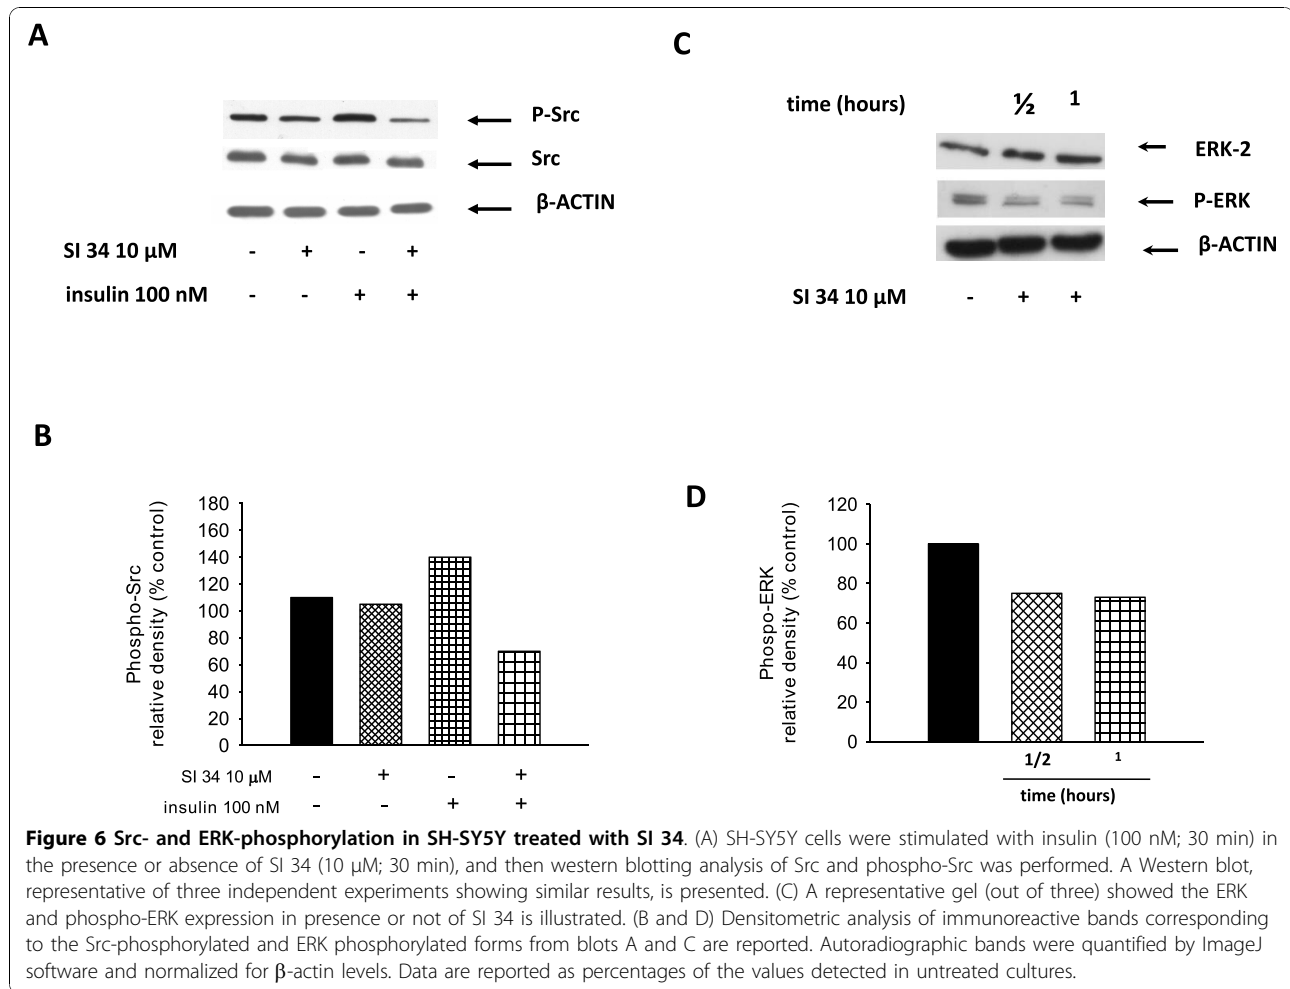 A
P-Src
Src
β-ACTIN
SI 34 10 µM - + - +
insulin 100 nM - - + +
C
time (hours) ½ 1
ERK-2
P-ERK
β-ACTIN
SI 34 10 µM - + +
B
Phospho-Src
relative density (% control)
180
160
140
120
100
80
60
40
20
0
SI 34 10 µM - + - +
insulin 100 nM - - + +
D
Phospo-ERK
relative density (% control)
120
100
80
60
40
20
0
1/2 1
time (hours)
Figure 6 Src- and ERK-phosphorylation in SH-SY5Y treated with SI 34. (A) SH-SY5Y cells were stimulated with insulin (100 nM; 30 min) in
the presence or absence of SI 34 (10 µM; 30 min), and then western blotting analysis of Src and phospho-Src was performed. A Western blot,
representative of three independent experiments showing similar results, is presented. (C) A representative gel (out of three) showed the ERK
and phospho-ERK expression in presence or not of SI 34 is illustrated. (B and D) Densitometric analysis of immunoreactive bands corresponding
to the Src-phosphorylated and ERK phosphorylated forms from blots A and C are reported. Autoradiographic bands were quantified by ImageJ
software and normalized for β-actin levels. Data are reported as percentages of the values detected in untreated cultures.